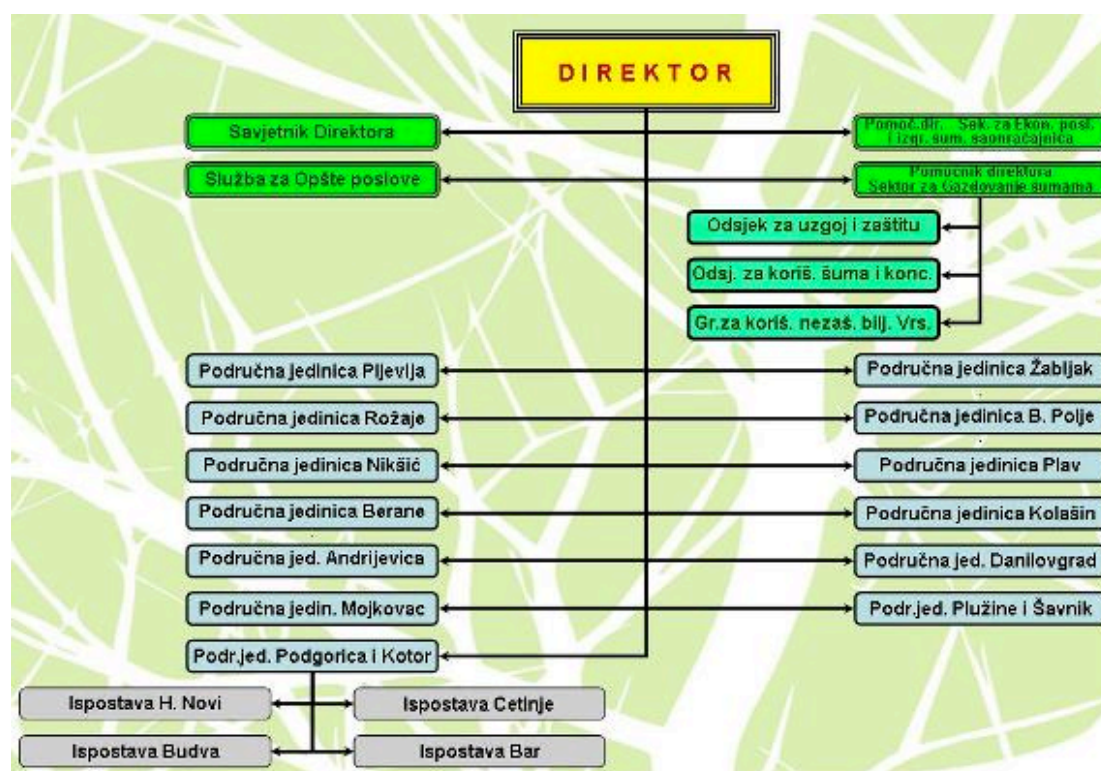 DIREKTOR
Savjetnik Direktora
Pomoć.dir. Sek. za Ekon. posl.
i izgr. šum. saobraćajnica
Služba za Opšte poslove
Pomoćnik direktora
Sektor za Gazdovanje šumama
Odsjek za uzgoj i zaštitu
Odsj. za koriš. šuma i konc.
Gr.za koriš. nezaš. bilj. Vrs.
Područna jedinica Pljevlja
Područna jedinica Žabljak
Područna jedinica Rožaje
Područna jedinica B. Polje
Područna jedinica Nikšić
Područna jedinica Plav
Područna jedinica Berane
Područna jedinica Kolašin
Područna jed. Andrijevica
Područna jed. Danilovgrad
Područna jedin. Mojkovac
Podr.jed. Plužine i Šavnik
Podr.jed. Podgorica i Kotor
Ispostava H. Novi
Ispostava Cetinje
Ispostava Budva
Ispostava Bar